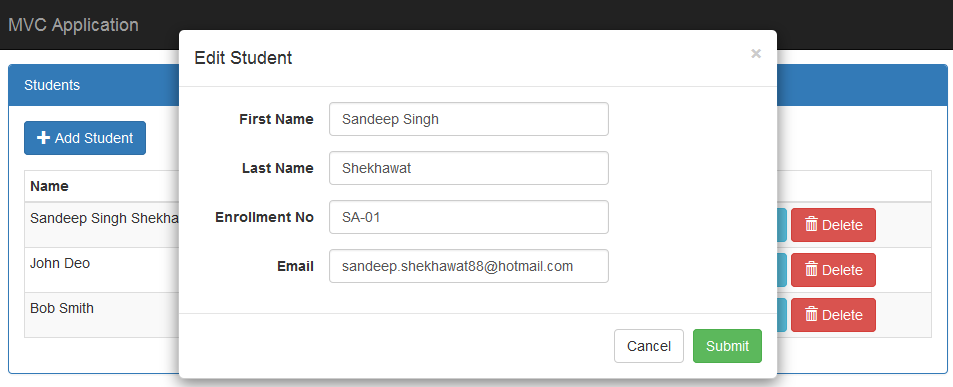 MVC Application
Edit Student ×
Students
First Name Sandeep Singh
Add Student
Last Name Shekhawat
Name
Enrollment No SA-01
Sandeep Singh Shekha Delete
Email sandeep.shekhawat88@hotmail.com
John Deo Delete
Bob Smith Delete
Cancel Submit